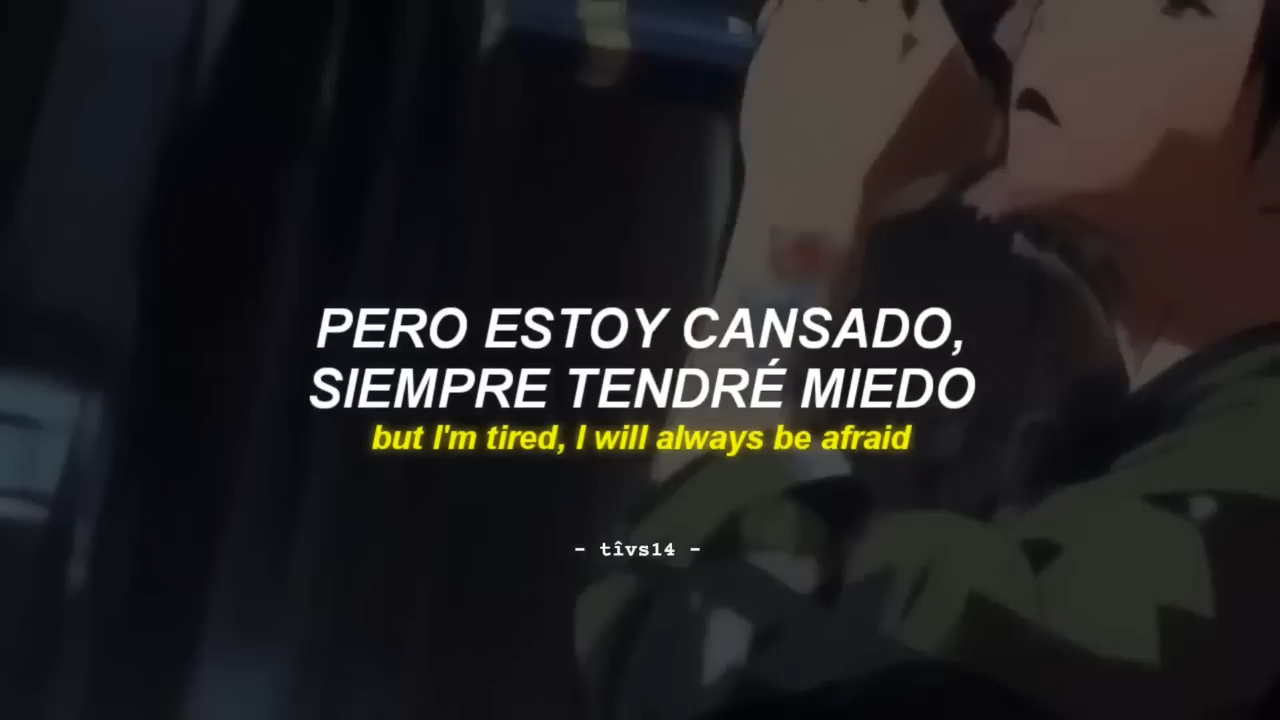 PERO ESTOY CANSADO,
SIEMPRE TENDRÉ MIEDO
but I'm tired, I will always be afraid
- tîvs14 -